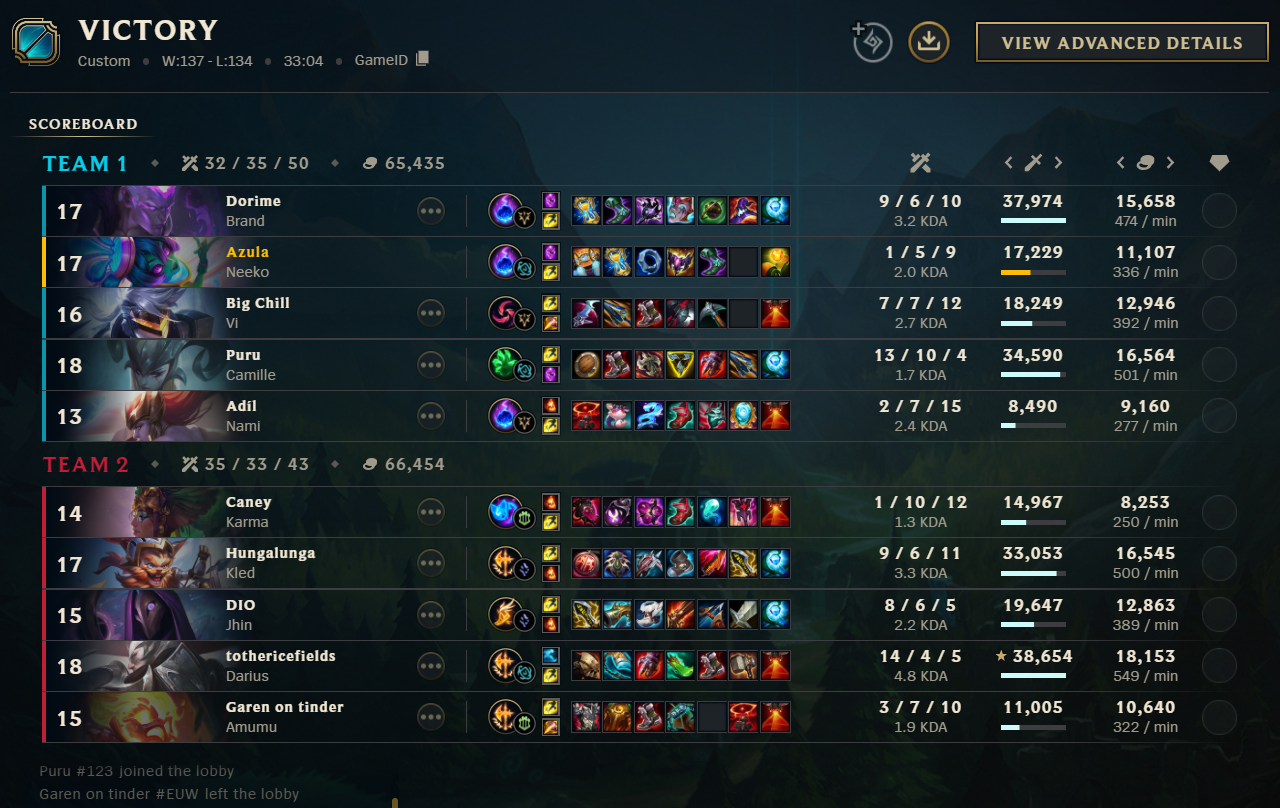 VICTORY
Custom • W:137 - L:134 • 33:04 • GameID
VIEW ADVANCED DETAILS
SCOREBOARD
TEAM 1 32 / 35 / 50 65,435
17 Dorime 9 / 6 / 10 37,974 15,658
Brand 3.2 KDA 474 / min
17 Azula 1 / 5 / 9 17,229 11,107
Neeko 2.0 KDA 336 / min
16 Big Chill 7 / 7 / 12 18,249 12,946
Vi 2.7 KDA 392 / min
18 Puru 13 / 10 / 4 34,590 16,564
Camille 1.7 KDA 501 / min
13 Adíl 2 / 7 / 15 8,490 9,160
Nami 2.4 KDA 277 / min
TEAM 2 35 / 33 / 43 66,454
14 Caney 1 / 10 / 12 14,967 8,253
Karma 1.3 KDA 250 / min
17 Hungalunga 9 / 6 / 11 33,053 16,545
Kled 3.3 KDA 500 / min
15 DIO 8 / 6 / 5 19,647 12,863
Jhin 2.2 KDA 389 / min
18 tothericefields 14 / 4 / 5 38,654 18,153
Darius 4.8 KDA 549 / min
15 Garen on tinder 3 / 7 / 10 11,005 10,640
Amumu 1.9 KDA 322 / min
Puru #123 joined the lobby
Garen on tinder #EUW left the lobby